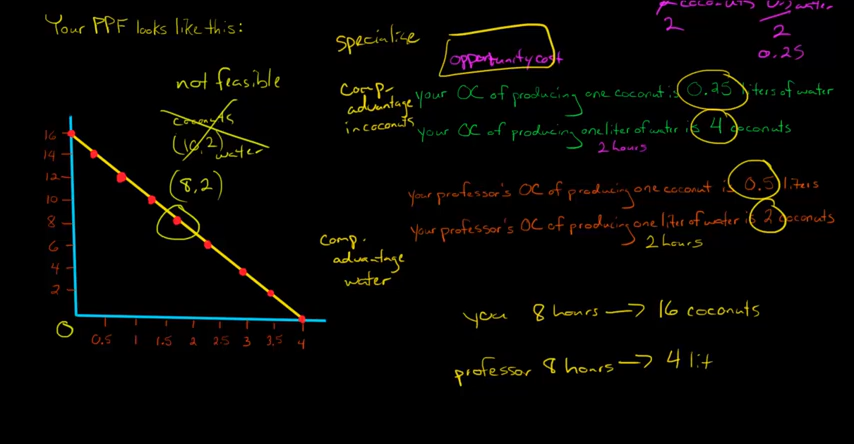 Your PPF looks like this:
not feasible
coconuts
(10,2)
water
(8,2)
16
14
12
10
8
6
4
2
0
0.5 1 1.5 2 2.5 3 3.5 4
specialise
opportunity cost
coconuts
water
2 2
0.25
Comp.
advantage
in coconuts
your OC of producing one coconut is 0.25 liters of water
your OC of producing one liter of water is 4 coconuts
2 hours
your professor's OC of producing one coconut is 0.5 liters
your professor's OC of producing one liter of water is 2 coconuts
2 hours
comp.
advantage
water
you 8 hours → 16 coconuts
professor 8 hours → 4 lit